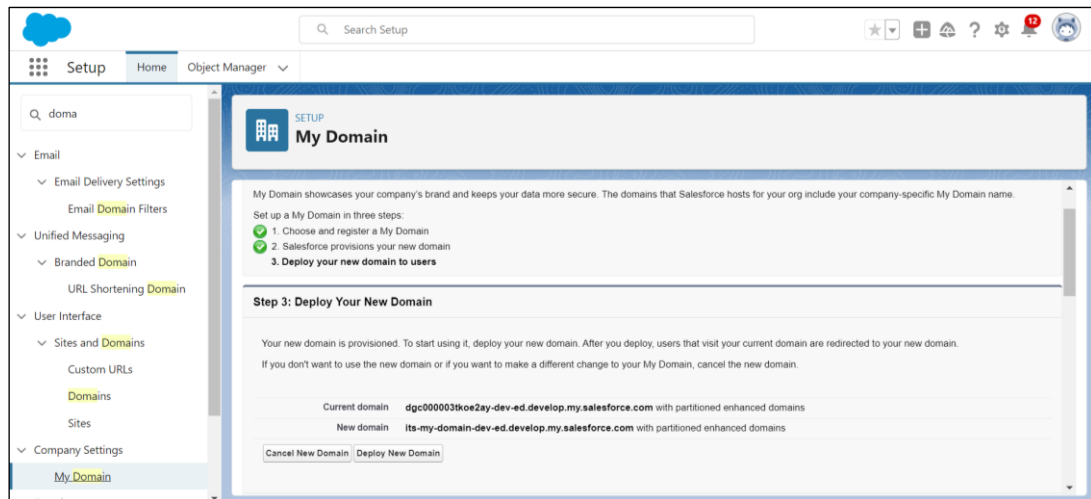 Search Setup
12
Setup
Home
Object Manager
doma
Email
Email Delivery Settings
Email Domain Filters
Unified Messaging
Branded Domain
URL Shortening Domain
User Interface
Sites and Domains
Custom URLs
Domains
Sites
Company Settings
My Domain
SETUP
My Domain
My Domain showcases your company's brand and keeps your data more secure. The domains that Salesforce hosts for your org include your company-specific My Domain name.
Set up a My Domain in three steps:
1. Choose and register a My Domain
2. Salesforce provisions your new domain
3. Deploy your new domain to users
Step 3: Deploy Your New Domain
Your new domain is provisioned. To start using it, deploy your new domain. After you deploy, users that visit your current domain are redirected to your new domain.
If you don't want to use the new domain or if you want to make a different change to your My Domain, cancel the new domain.
Current domain dgc000003tkoe2ay-dev-ed.develop.my.salesforce.com with partitioned enhanced domains
New domain its-my-domain-dev-ed.develop.my.salesforce.com with partitioned enhanced domains
Cancel New Domain Deploy New Domain